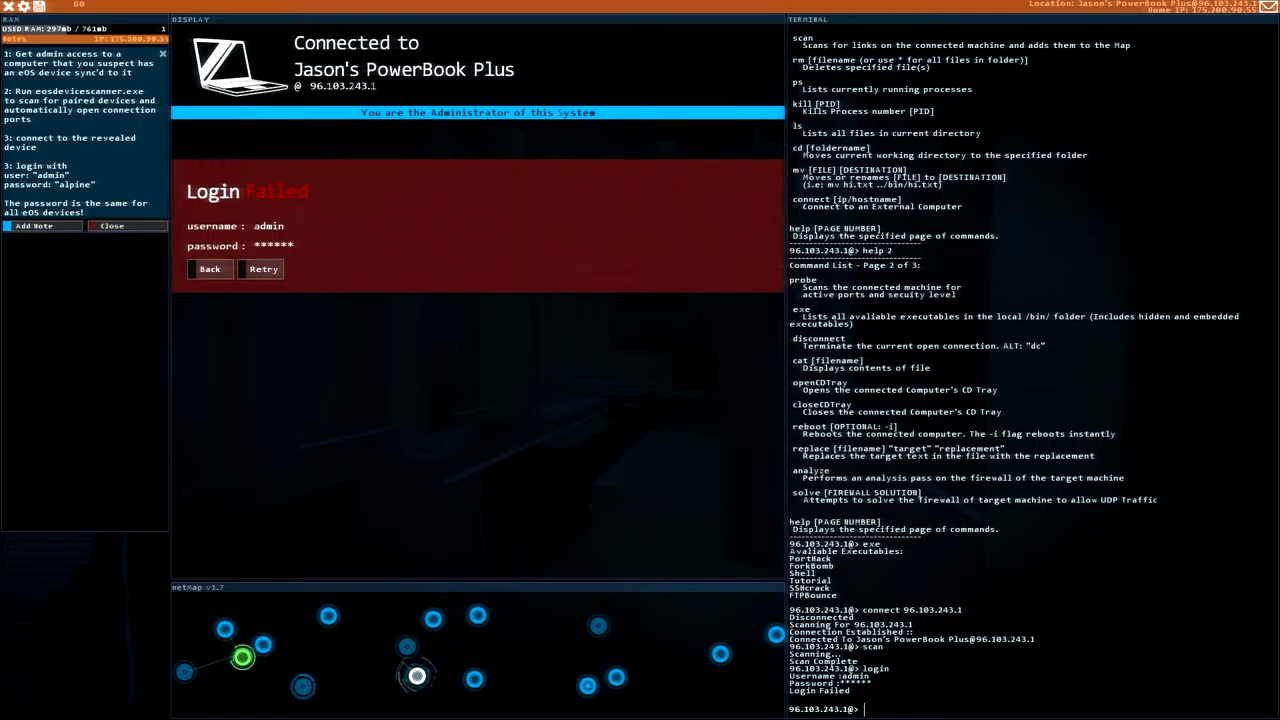 60
Location: Jason's PowerBook Plus@96.103.243.1
Home IP: 175.200.90.55
RAM
USED RAM: 297mb / 761mb
1
Notes
IP:175.200.90.55
1: Get admin access to a
computer that you suspect has
an eOS device sync'd to it
2: Run eosdevicescanner.exe
to scan for paired devices and
automatically open connection
ports
3: connect to the revealed
device
3: login with
user: "admin"
password: "alpine"
The password is the same for
all eOS devices!
Add Note
Close
DISPLAY
Connected to
Jason's PowerBook Plus
@ 96.103.243.1
You are the Administrator of this System
Login Failed
username : admin
password : ******
Back
Retry
netMap v1.7
TERMINAL
scan
Scans for links on the connected machine and adds them to the Map
rm [filename (or use * for all files in folder)]
Deletes specified file(s)
ps
Lists currently running processes
kill [PID]
Kills Process number [PID]
ls
Lists all files in current directory
cd [foldername]
Moves current working directory to the specified folder
mv [FILE] [DESTINATION]
Moves or renames [FILE] to [DESTINATION]
(i.e: mv hi.txt ../bin/hi.txt)
connect [ip/hostname]
Connect to an External Computer
help [PAGE NUMBER]
Displays the specified page of commands.
---------------------------------
96.103.243.1@> help 2
---------------------------------
Command List - Page 2 of 3:
probe
Scans the connected machine for
active ports and secuity level
exe
Lists all avaliable executables in the local /bin/ folder (Includes hidden and embedded
executables)
disconnect
Terminate the current open connection. ALT: "dc"
cat [filename]
Displays contents of file
openCDTray
Opens the connected Computer's CD Tray
closeCDTray
Closes the connected Computer's CD Tray
reboot [OPTIONAL: -i]
Reboots the connected computer. The -i flag reboots instantly
replace [filename] "target" "replacement"
Replaces the target text in the file with the replacement
analyze
Performs an analysis pass on the firewall of the target machine
solve [FIREWALL SOLUTION]
Attempts to solve the firewall of target machine to allow UDP Traffic
help [PAGE NUMBER]
Displays the specified page of commands.
---------------------------------
96.103.243.1@> exe
Avaliable Executables:
PortHack
ForkBomb
Shell
Tutorial
SSHcrack
FTPBounce
96.103.243.1@> connect 96.103.243.1
Disconnected
Scanning For 96.103.243.1
Connection Established ::
Connected To Jason's PowerBook Plus@96.103.243.1
96.103.243.1@> scan
Scanning...
Scan Complete
96.103.243.1@> login
Username :admin
Password :******
Login Failed
96.103.243.1@>